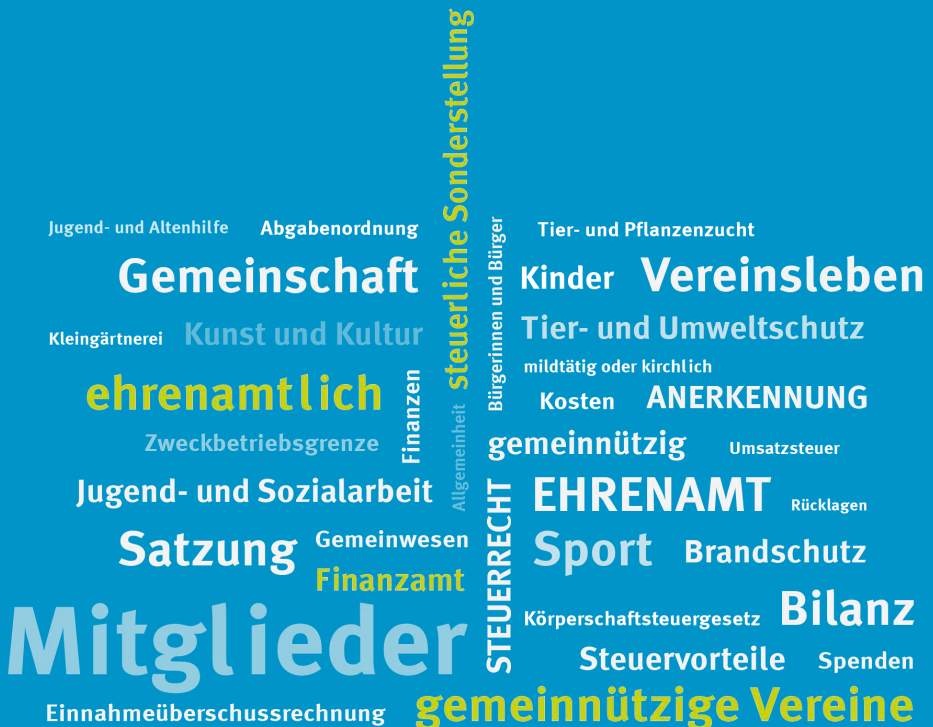 steuerliche Sonderstellung
Jugend- und Altenhilfe
Abgabenordnung
Bürgerinnen und Bürger
Tier- und Pflanzenzucht
Gemeinschaft
Kinder
Vereinsleben
Kleingärtnerei
Kunst und Kultur
Tier- und Umweltschutz
mildtätig oder kirchlich
ehrenamtlich
Finanzen
Kosten
ANERKENNUNG
Allgemeinheit
Zweckbetriebsgrenze
gemeinnützig
Umsatzsteuer
Jugend- und Sozialarbeit
STEUERRECHT
EHRENAMT
Rücklagen
Satzung
Gemeinwesen
Sport
Brandschutz
Finanzamt
Mitglieder
Körperschaftsteuergesetz
Bilanz
Steuervorteile
Spenden
Einnahmeüberschussrechnung
gemeinnützige Vereine